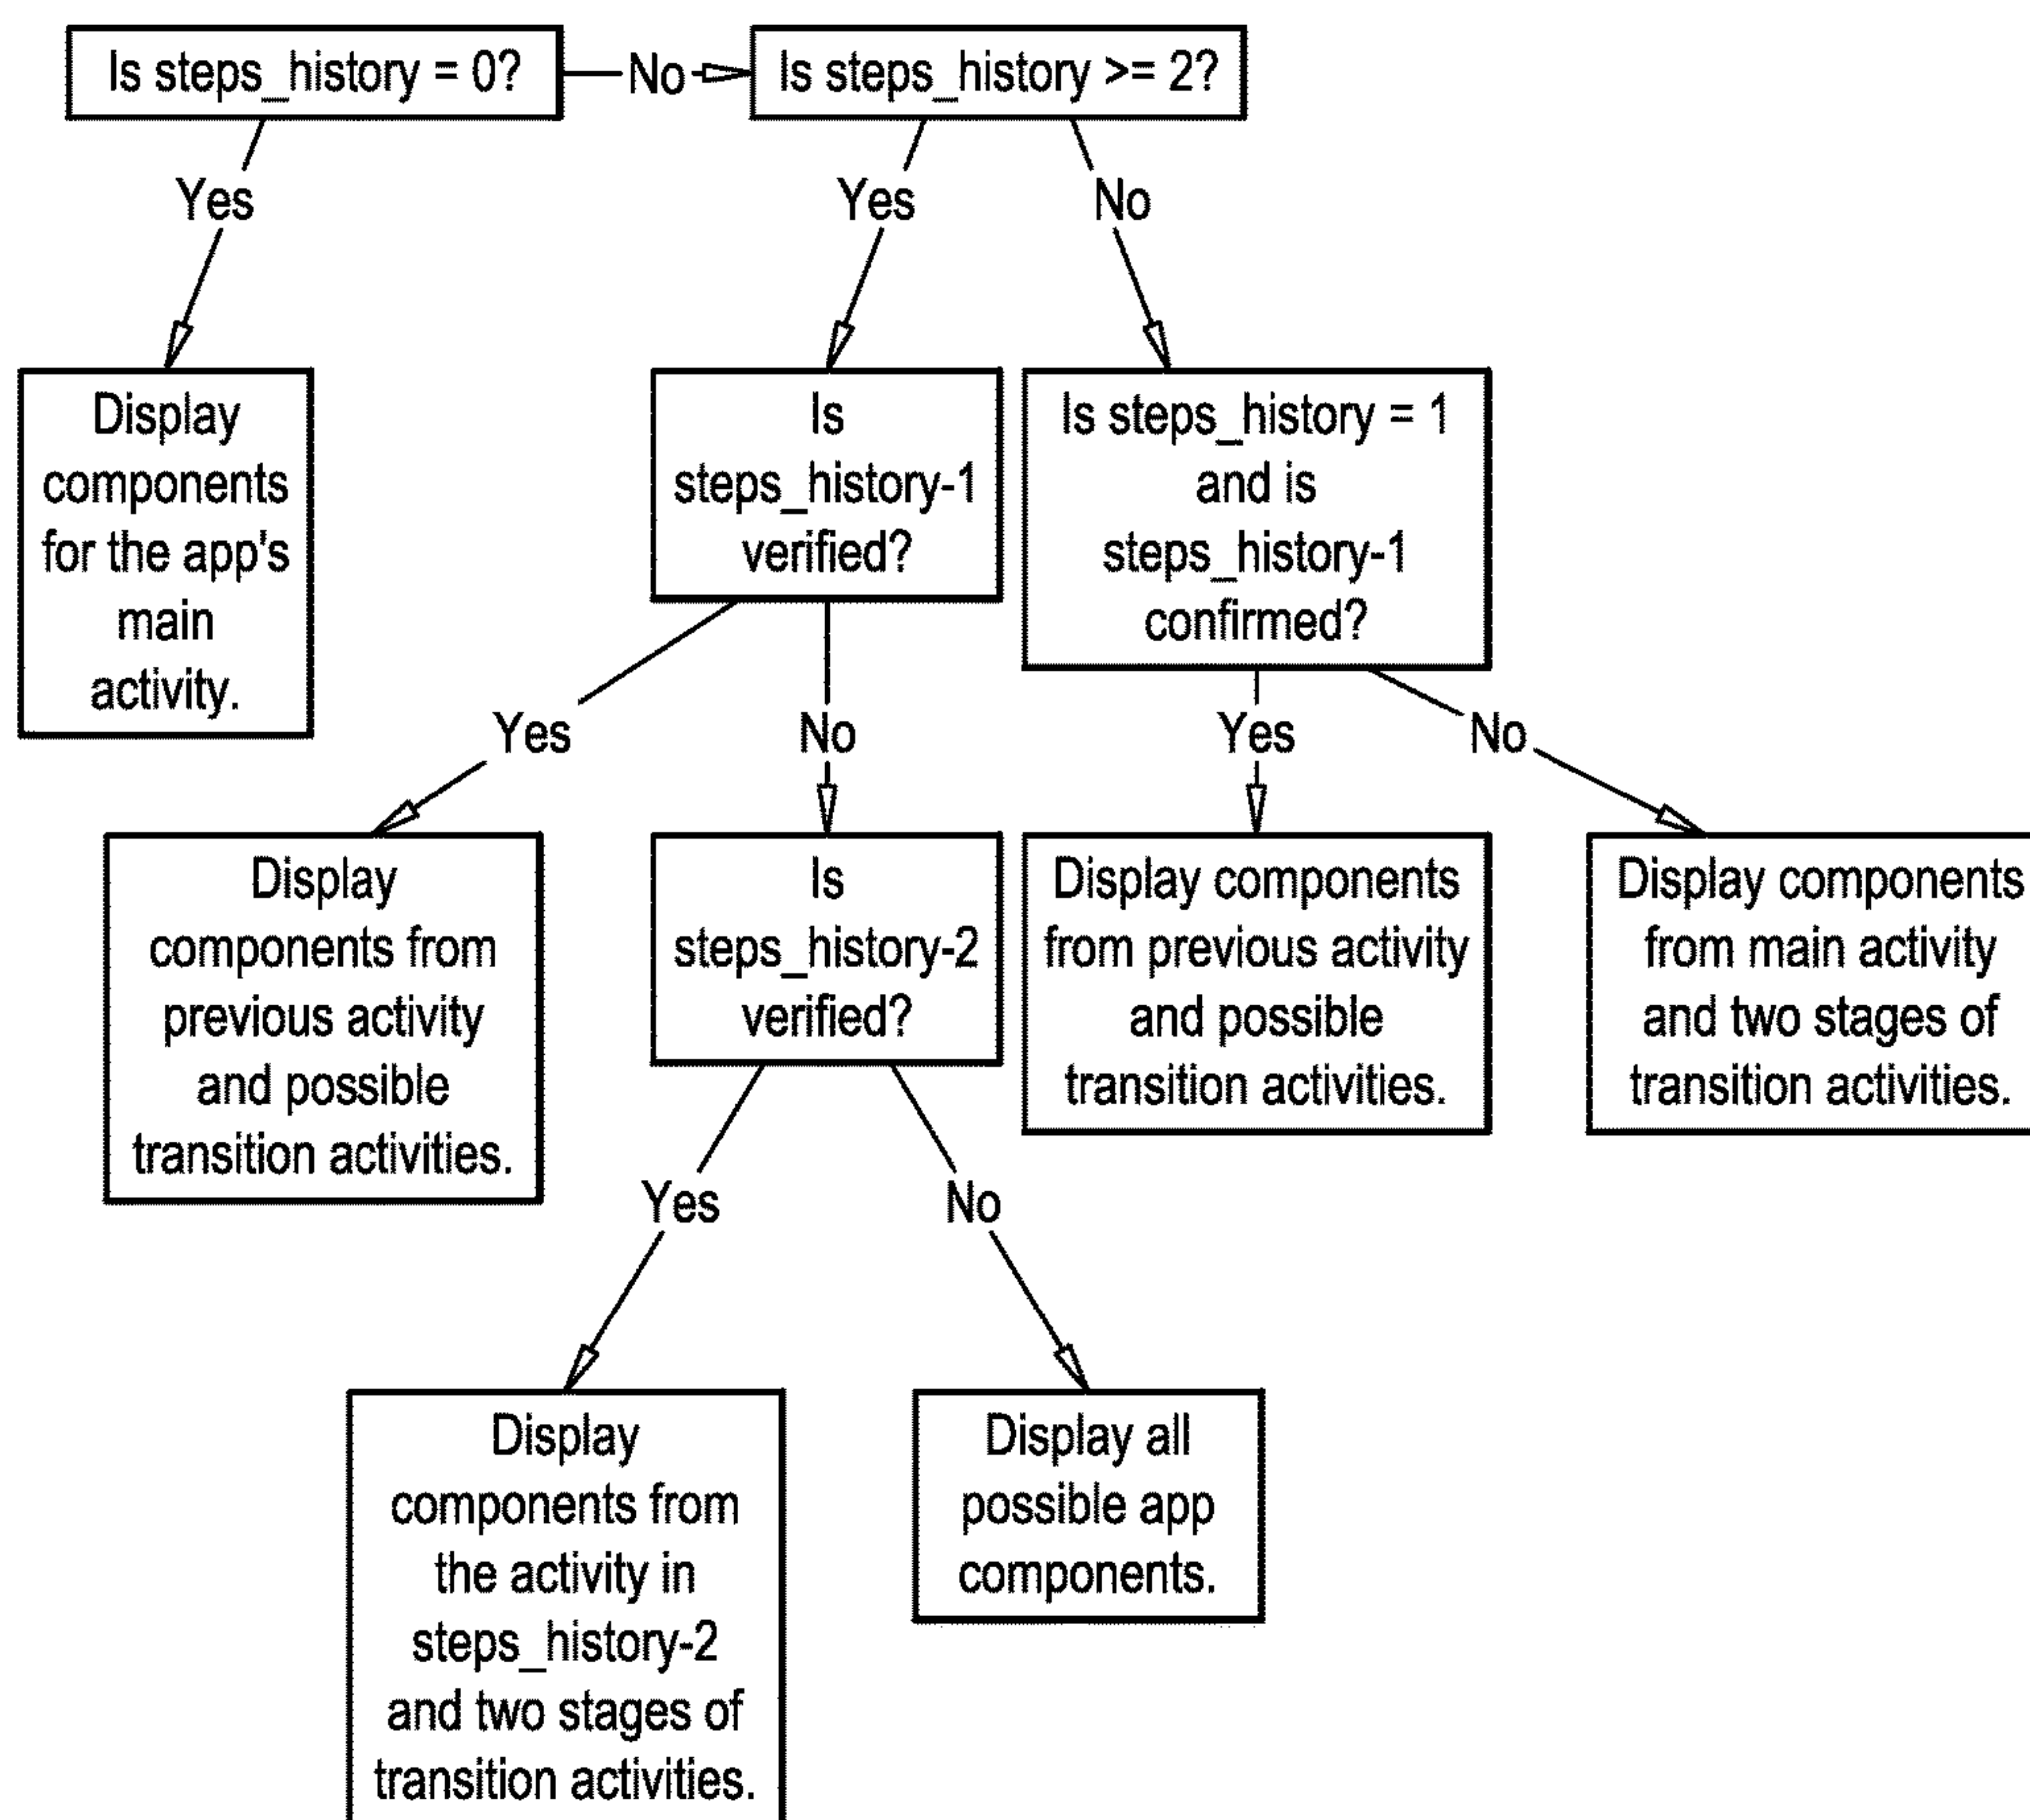 Is steps_history = 0?
No
Is steps_history >= 2?
Yes
Yes
No
Display
components
for the app's
main
activity.
Is
steps_history-1
verified?
Is steps_history = 1
and is
steps_history-1
confirmed?
Yes
No
Yes
No
Display
components from
previous activity
and possible
transition activities.
Is
steps_history-2
verified?
Display components
from previous activity
and possible
transition activities.
Display components
from main activity
and two stages of
transition activities.
Yes
No
Display
components from
the activity in
steps_history-2
and two stages of
transition activities.
Display all
possible app
components.